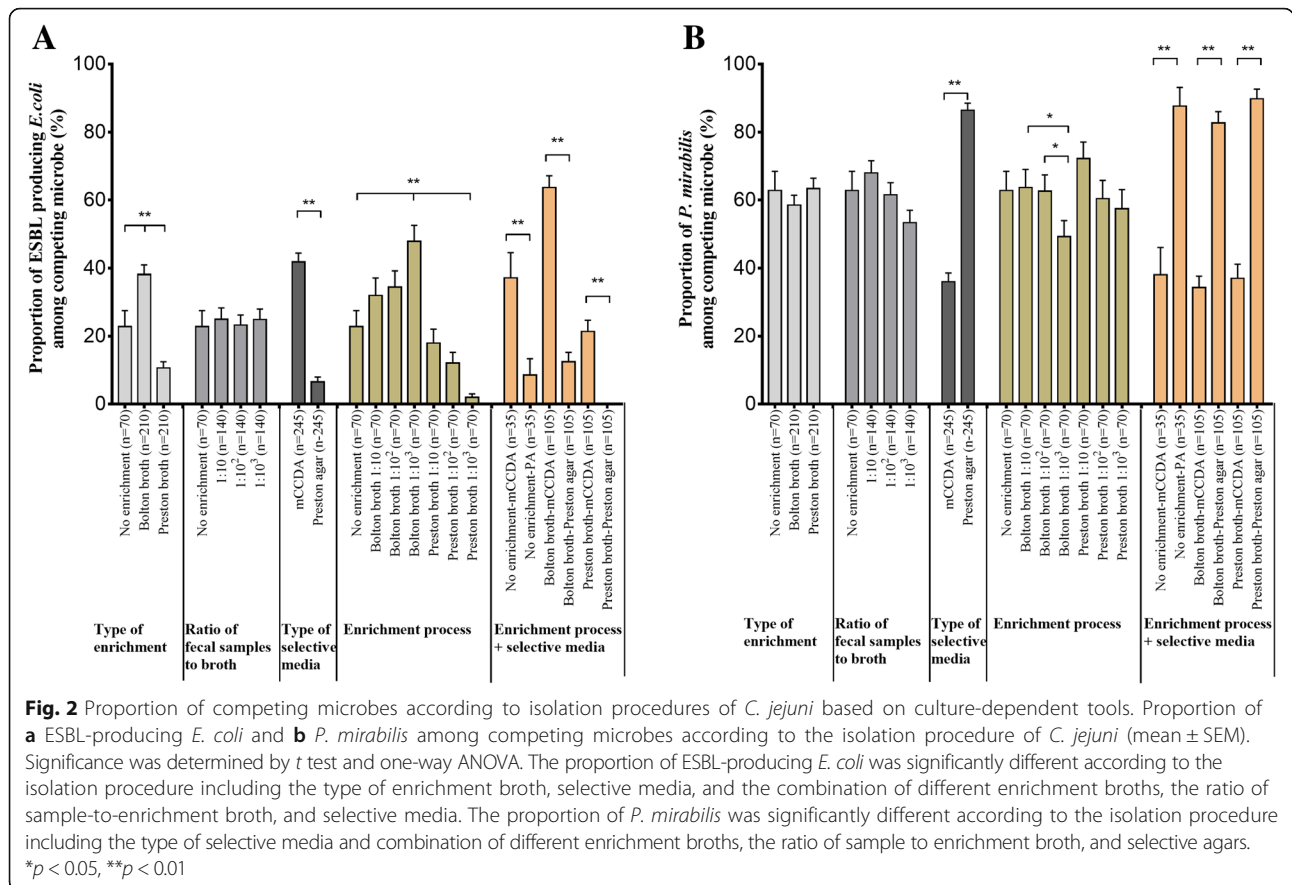 A
Proportion of ESBL producing E.coli
among competing microbe (%)
100
80
60
40
20
0
**
**
**
**
**
**
No enrichment (n=70)
Bolton broth (n=210)
Preston broth (n=210)
No enrichment (n=70)
1:10 (n=140)
1:10² (n=140)
1:10³ (n=140)
mCCDA (n=245)
Preston agar (n-245)
No enrichment (n=70)
Bolton broth 1:10 (n=70)
Bolton broth 1:10² (n=70)
Bolton broth 1:10³ (n=70)
Preston broth 1:10 (n=70)
Preston broth 1:10² (n=70)
Preston broth 1:10³ (n=70)
No enrichment-mCCDA (n=35)
No enrichment-PA (n=35)
Bolton broth-mCCDA (n=105)
Bolton broth-Preston agar (n=105)
Preston broth-mCCDA (n=105)
Preston broth-Preston agar (n=105)
Type of
enrichment
Ratio of
fecal samples
to broth
Type of
selective
media
Enrichment process
Enrichment process
+ selective media
B
Proportion of P. mirabilis
among competing microbe (%)
100
80
60
40
20
0
**
*
*
**
**
**
No enrichment (n=70)
Bolton broth (n=210)
Preston broth (n=210)
No enrichment (n=70)
1:10 (n=140)
1:10² (n=140)
1:10³ (n=140)
mCCDA (n=245)
Preston agar (n=245)
No enrichment (n=70)
Bolton broth 1:10 (n=70)
Bolton broth 1:10² (n=70)
Bolton broth 1:10³ (n=70)
Preston broth 1:10 (n=70)
Preston broth 1:10² (n=70)
Preston broth 1:10³ (n=70)
No enrichment-mCCDA (n=35)
No enrichment-PA (n=35)
Bolton broth-mCCDA (n=105)
Bolton broth-Preston agar (n=105)
Preston broth-mCCDA (n=105)
Preston broth-Preston agar (n=105)
Type of
enrichment
Ratio of
fecal samples
to broth
Type of
selective
media
Enrichment process
Enrichment process
+ selective media
Fig. 2 Proportion of competing microbes according to isolation procedures of C. jejuni based on culture-dependent tools. Proportion of
a ESBL-producing E. coli and b P. mirabilis among competing microbes according to the isolation procedure of C. jejuni (mean ± SEM).
Significance was determined by t test and one-way ANOVA. The proportion of ESBL-producing E. coli was significantly different according to the
isolation procedure including the type of enrichment broth, selective media, and the combination of different enrichment broths, the ratio of
sample-to-enrichment broth, and selective media. The proportion of P. mirabilis was significantly different according to the isolation procedure
including the type of selective media and combination of different enrichment broths, the ratio of sample to enrichment broth, and selective agars.
*p < 0.05, **p < 0.01